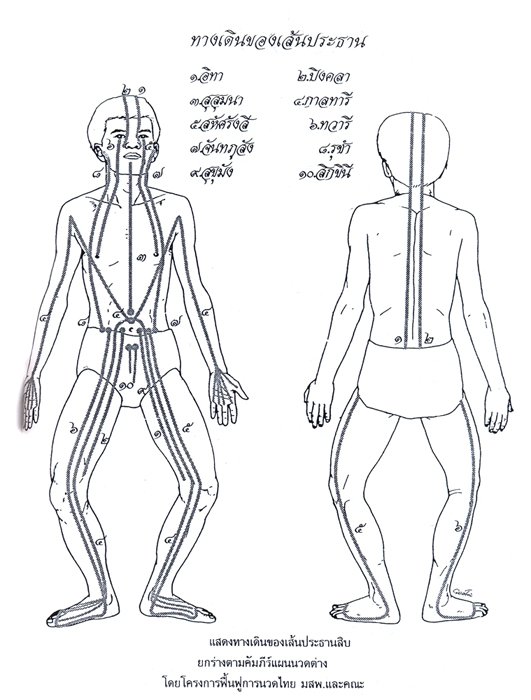 ทางเดินของเส้นประธาน
๑.อิทา ๒.ปิงคลา
๓.สุสุมนา ๔.กาลทารี
๕.สหัศรังสี ๖.ทวารี
๗.จันทภูสัง ๘.รุชำ
๙.สุขุมัง ๑๐.สิกขินี
๒ ๑
๖ ๕
๘ ๗
๓
๔ ๔
๘ ๗
๙
๑๐ ๙
๖ ๒ ๑ ๕
๔ ๔
๑ ๒
๕ ๖
แสดงทางเดินของเส้นประธานสิบ
ยกร่างตามคัมภีร์แผนนวดต่าง
โดยโครงการฟื้นฟูการนวดไทย มสพ.และคณะ